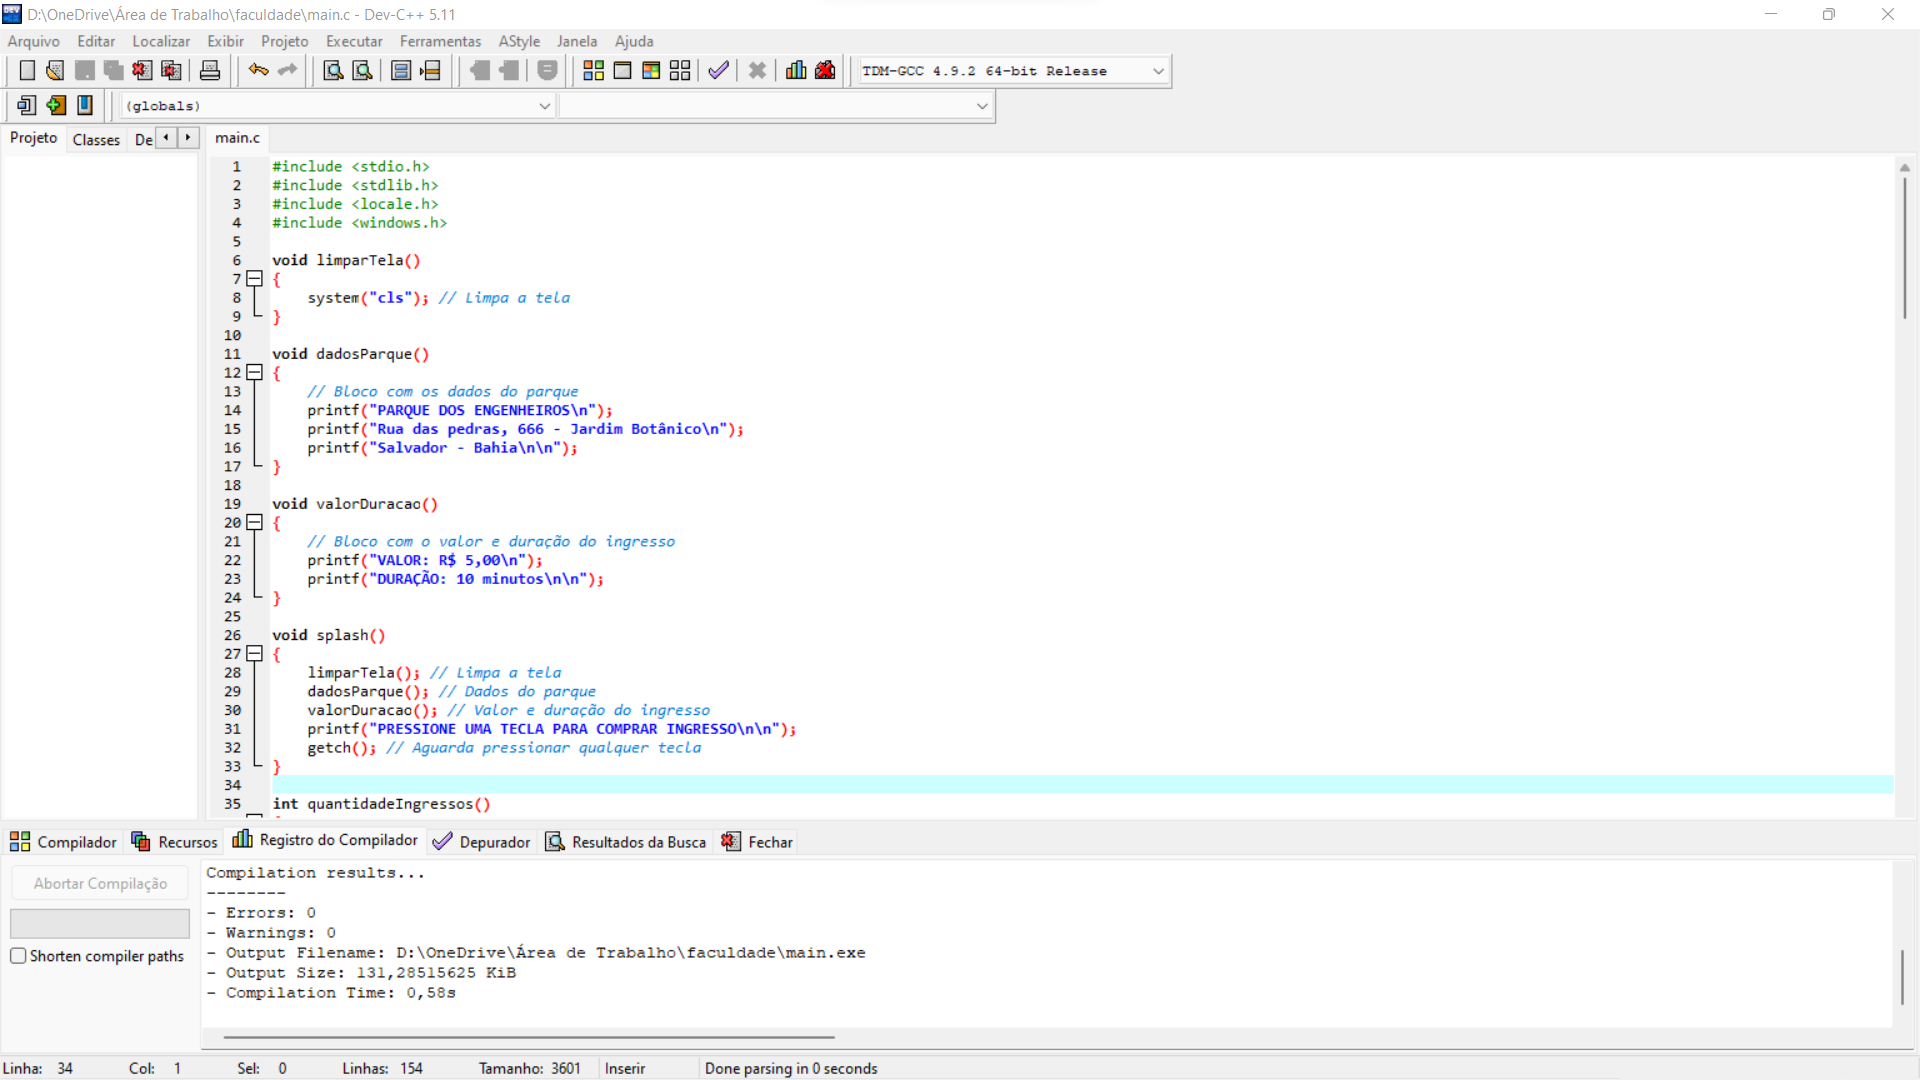 D:\OneDrive\Área de Trabalho\faculdade\main.c - Dev-C++ 5.11
Arquivo Editar Localizar Exibir Projeto Executar Ferramentas AStyle Janela Ajuda
TDM-GCC 4.9.2 64-bit Release
(globals)
Projeto Classes De
main.c
1 #include <stdio.h>
2 #include <stdlib.h>
3 #include <locale.h>
4 #include <windows.h>
5
6 void limparTela()
7 {
8 system("cls"); // Limpa a tela
9 }
10
11 void dadosParque()
12 {
13 // Bloco com os dados do parque
14 printf("PARQUE DOS ENGENHEIROS\n");
15 printf("Rua das pedras, 666 - Jardim Botânico\n");
16 printf("Salvador - Bahia\n\n");
17 }
18
19 void valorDuracao()
20 {
21 // Bloco com o valor e duração do ingresso
22 printf("VALOR: R$ 5,00\n");
23 printf("DURAÇÃO: 10 minutos\n\n");
24 }
25
26 void splash()
27 {
28 limparTela(); // Limpa a tela
29 dadosParque(); // Dados do parque
30 valorDuracao(); // Valor e duração do ingresso
31 printf("PRESSIONE UMA TECLA PARA COMPRAR INGRESSO\n\n");
32 getch(); // Aguarda pressionar qualquer tecla
33 }
34
35 int quantidadeIngressos()
Compilador Recursos Registro do Compilador Depurador Resultados da Busca Fechar
Abortar Compilação
Shorten compiler paths
Compilation results...
--------
- Errors: 0
- Warnings: 0
- Output Filename: D:\OneDrive\Área de Trabalho\faculdade\main.exe
- Output Size: 131,28515625 KiB
- Compilation Time: 0,58s
Linha: 34 Col: 1 Sel: 0 Linhas: 154 Tamanho: 3601 Inserir Done parsing in 0 seconds